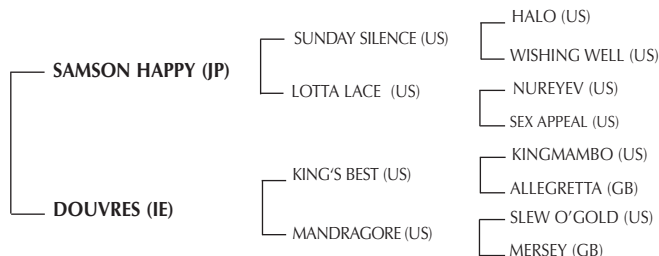 HALO (US)
SUNDAY SILENCE (US)
WISHING WELL (US)
SAMSON HAPPY (JP)
LOTTA LACE (US)
NUREYEV (US)
SEX APPEAL (US)
KING'S BEST (US)
KINGMAMBO (US)
ALLEGRETTA (GB)
DOUVRES (IE)
MANDRAGORE (US)
SLEW O'GOLD (US)
MERSEY (GB)